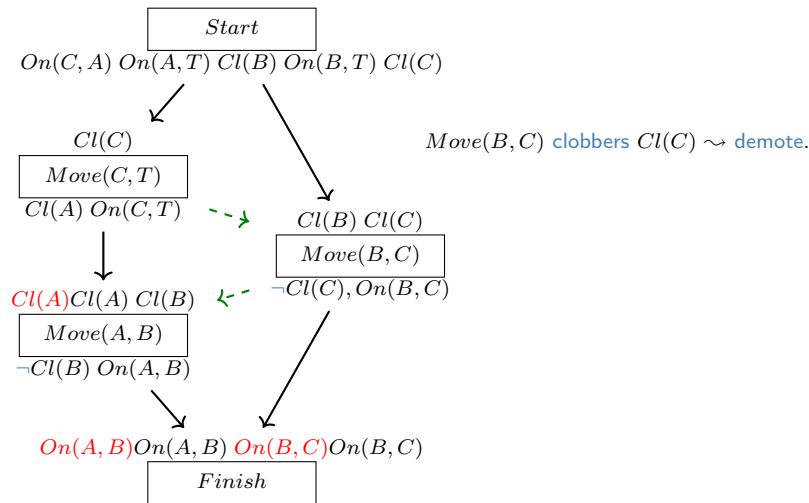 Start
On(C, A) On(A, T) Cl(B) On(B, T) Cl(C)
Cl(C)
Move(B, C) clobbers Cl(C) ⇝ demote.
Move(C, T)
Cl(A) On(C, T)
Cl(B) Cl(C)
Move(B, C)
¬Cl(C), On(B, C)
Cl(A)Cl(A) Cl(B)
Move(A, B)
¬Cl(B) On(A, B)
On(A, B)On(A, B) On(B, C)On(B, C)
Finish